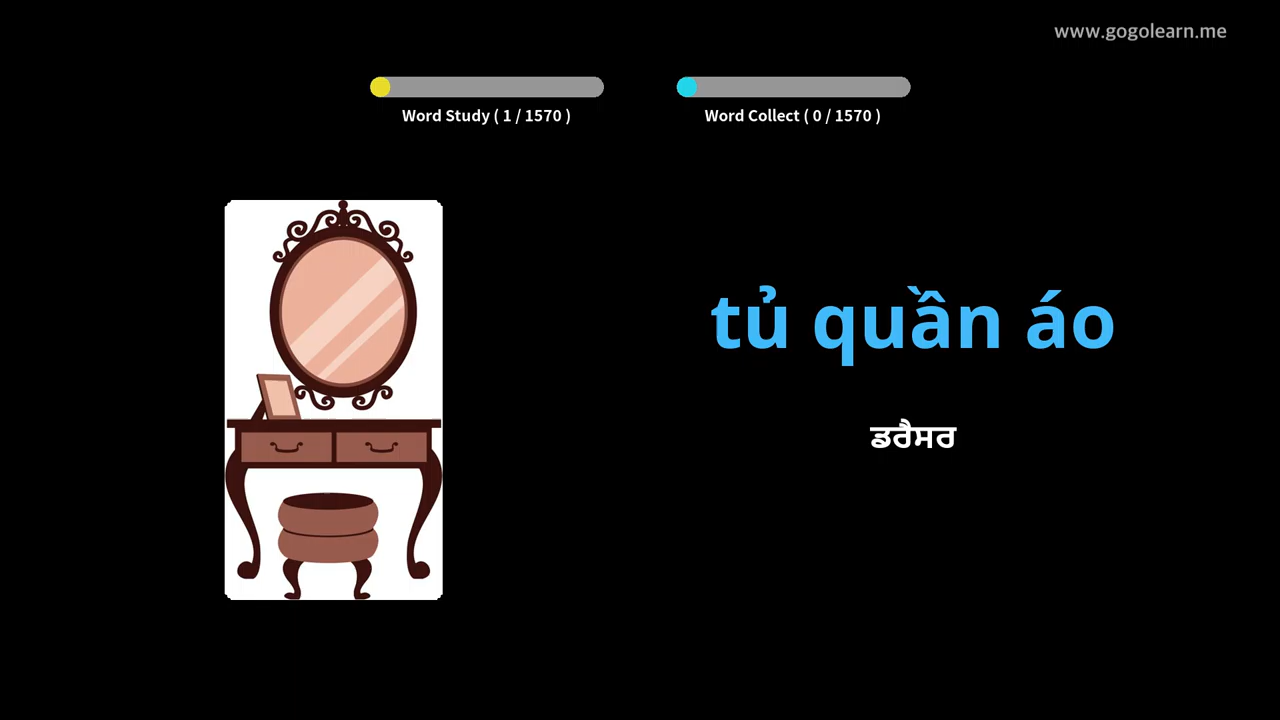 www.gogolearn.me
Word Study ( 1 / 1570 )
Word Collect ( 0 / 1570 )
tủ quần áo
ਡਰੈਸਰ